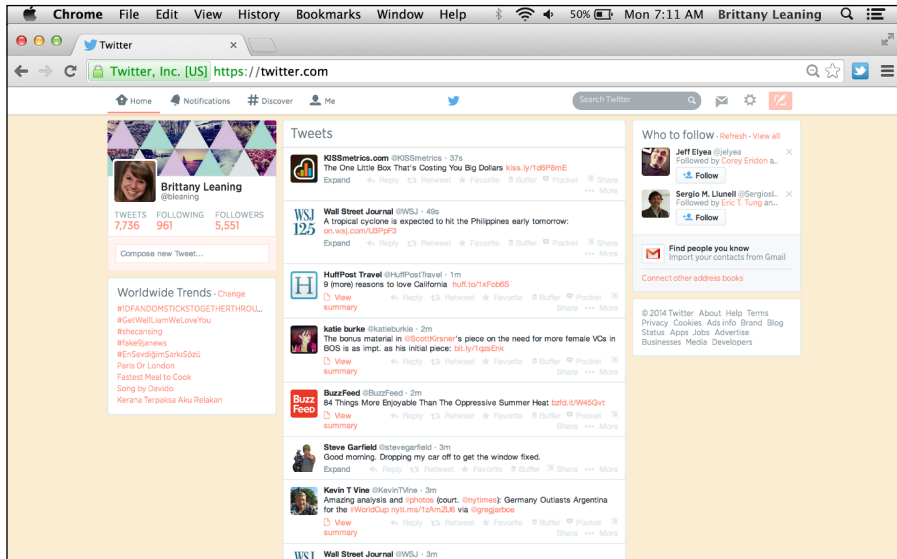 Chrome File Edit View History Bookmarks Window Help 50% Mon 7:11 AM Brittany Leaning
Twitter
Twitter, Inc. [US] https://twitter.com
Home Notifications # Discover Me Search Twitter
Brittany Leaning
@bleaning
TWEETS FOLLOWING FOLLOWERS
7,736 961 5,551
Compose new Tweet...
Worldwide Trends · Change
#!DFANDOMSTICKSTOGETHERTHROU...
#GetWellLiamWeLoveYou
#shecansing
#fake9janews
#EnSevdiğimŞarkıSözü
Paris Or London
Fastest Meal to Cook
Song by Davido
Kerana Terpaksa Aku Relakan
Tweets
KISSmetrics.com @KISSmetrics · 37s
The One Little Box That's Costing You Big Dollars kiss.ly/1d6P8mE
Expand Reply Retweet Favorite Buffer Pocket Share
More
WSJ
125
Wall Street Journal @WSJ · 49s
A tropical cyclone is expected to hit the Philippines early tomorrow:
on.wsj.com/U3PpF3
Expand Reply Retweet Favorite Buffer Pocket Share
More
H
HuffPost Travel @HuffPostTravel · 1m
9 (more) reasons to love California huff.to/1xFob6S
View Reply Retweet Favorite Buffer Pocket
summary Share More
katie burke @katieburkie · 2m
The bonus material in @ScottKirsner's piece on the need for more female VCs in
BOS is as impt. as his initial piece: bit.ly/1qzsEnk
View Reply Retweet Favorite Buffer Pocket
summary Share More
Buzz
Feed
BuzzFeed @BuzzFeed · 2m
84 Things More Enjoyable Than The Oppressive Summer Heat bzfd.it/W45Gvt
View Reply Retweet Favorite Buffer Pocket
summary Share More
Steve Garfield @stevegarfield · 3m
Good morning. Dropping my car off to get the window fixed.
Expand Reply Retweet Favorite Buffer Share More
Kevin T Vine @KevinTVine · 3m
Amazing analysis and #photos (court. @nytimes): Germany Outlasts Argentina
for the #WorldCup nyti.ms/1zAmZU6 via @gregjarboe
View Reply Retweet Favorite Buffer Pocket
summary Share More
WSJ
Wall Street Journal @WSJ · 3m
Who to follow · Refresh · View all
Jeff Elyea @jelyea
Followed by Corey Eridon a...
Follow
Sergio M. Llunell @Sergiosl..
Followed by Eric T. Tung an...
Follow
Find people you know
Import your contacts from Gmail
Connect other address books
© 2014 Twitter About Help Terms
Privacy Cookies Ads info Brand Blog
Status Apps Jobs Advertise
Businesses Media Developers